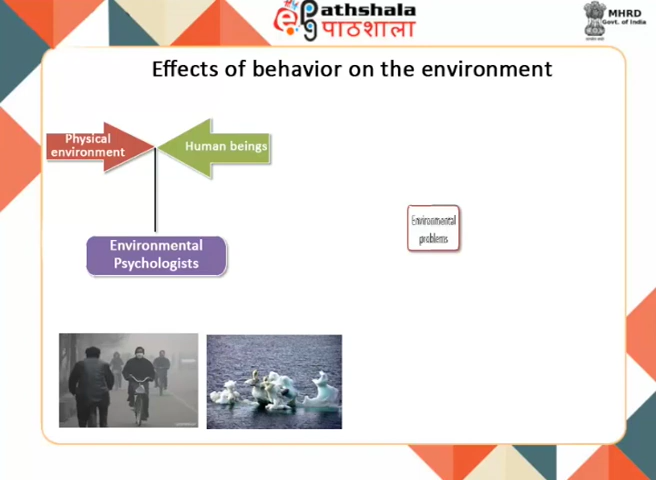 Pathshala
पाठशाला
MHRD
Govt. of India
Effects of behavior on the environment
Physical
environment
Human beings
Environmental
Psychologists
Environmental
problems